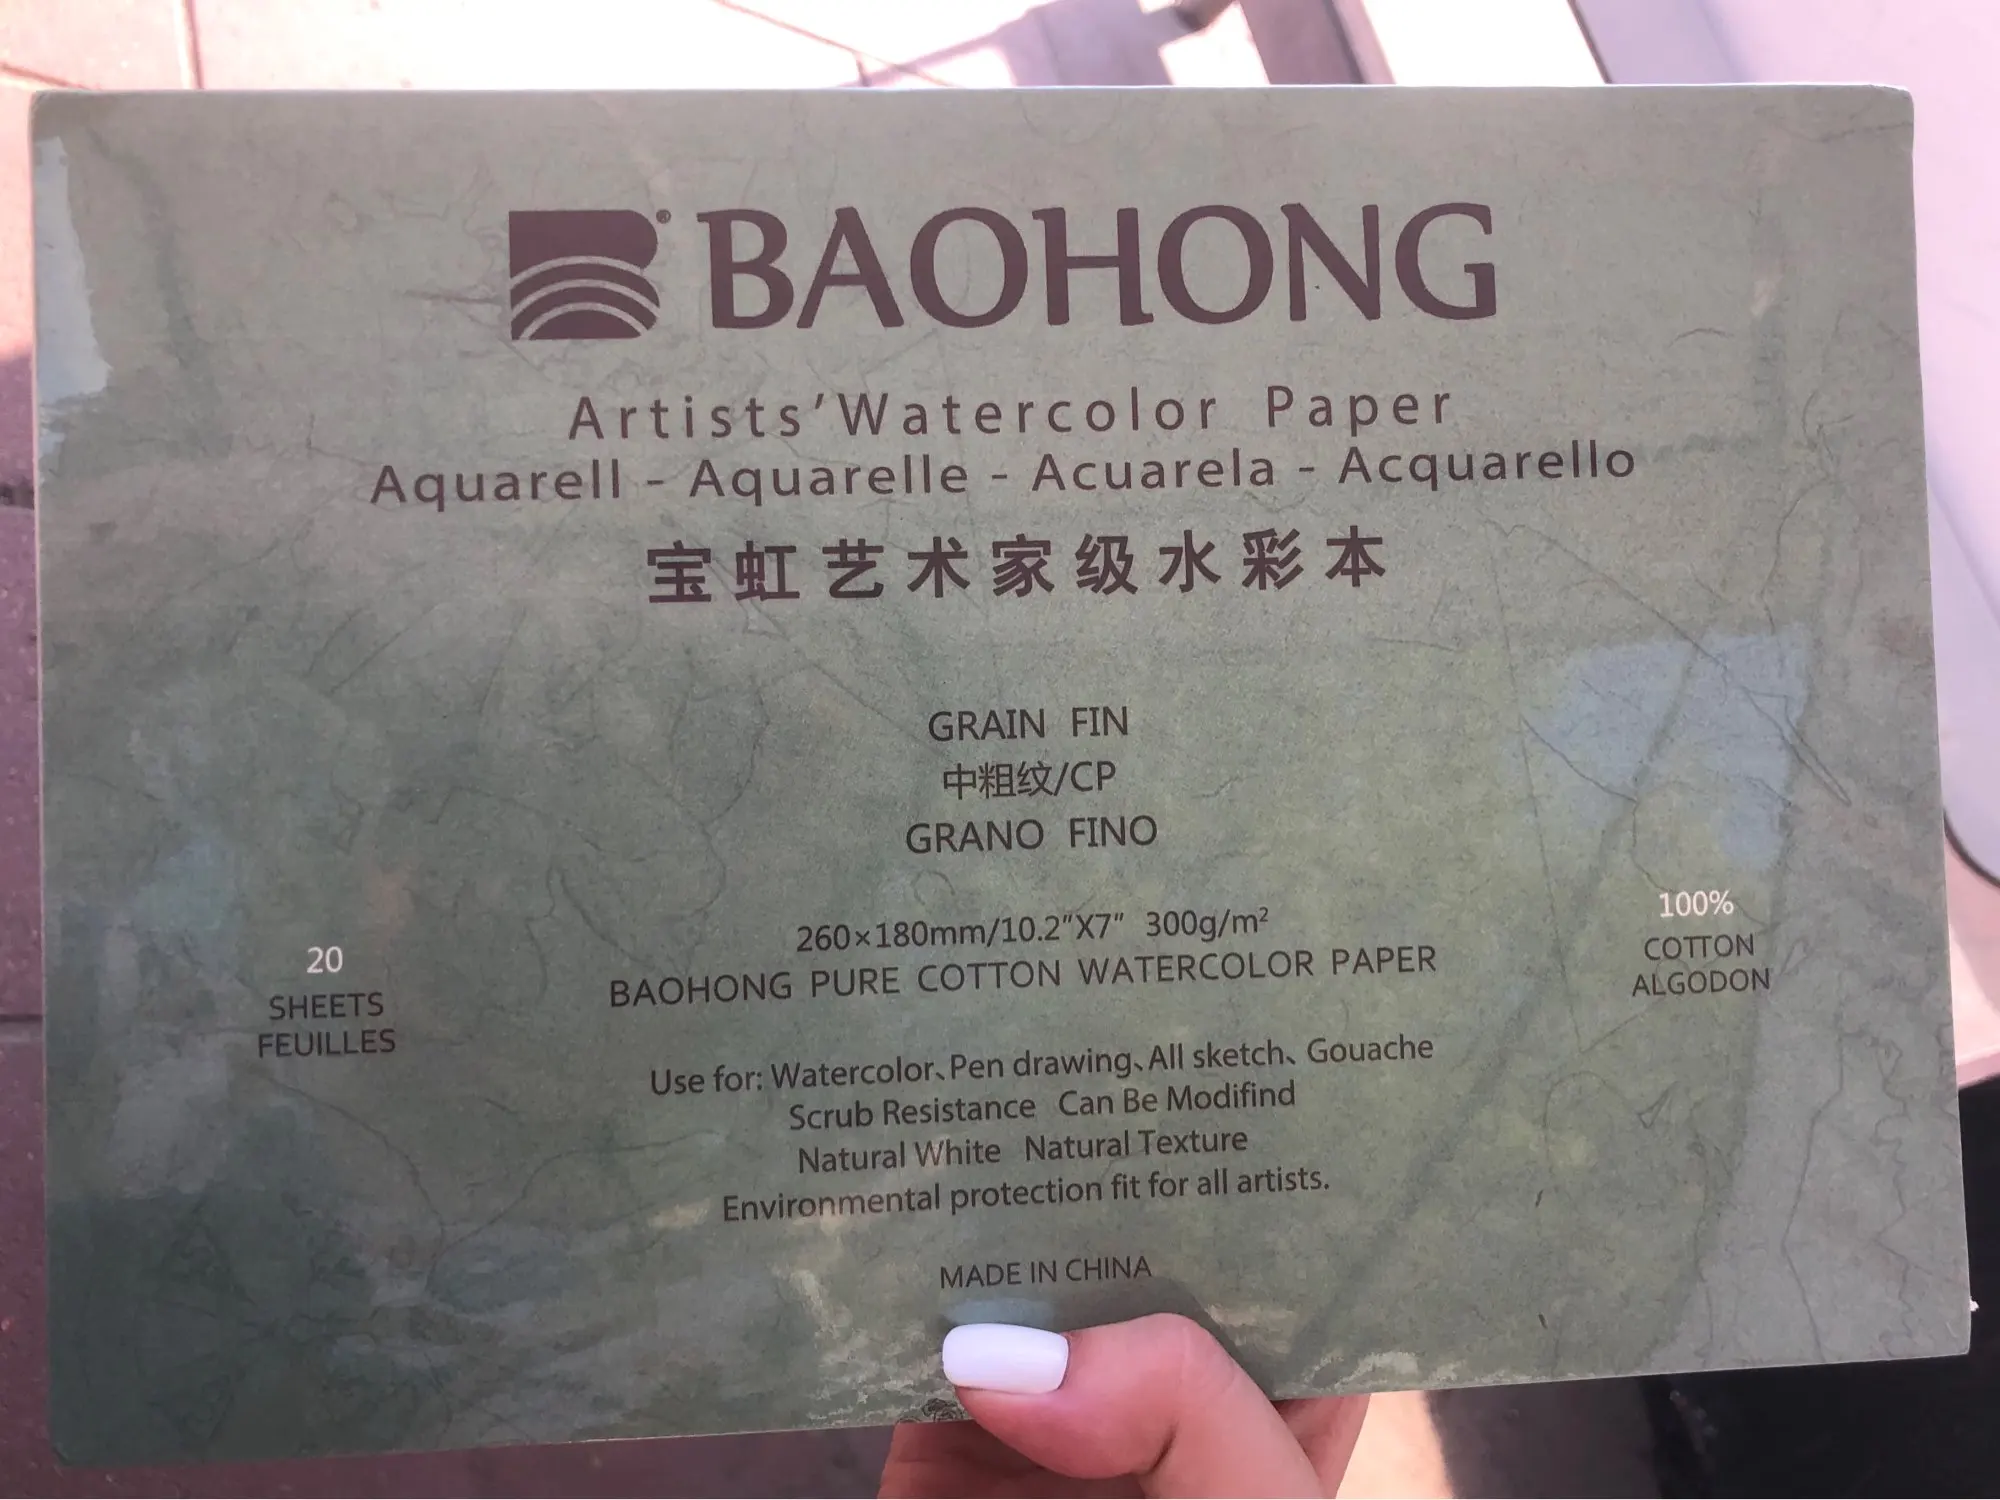 ® BAOHONG
Artists’Watercolor Paper
Aquarell - Aquarelle - Acuarela - Acquarello
宝虹艺术家级水彩本
GRAIN FIN
中粗纹/CP
GRANO FINO
260×180mm/10.2"X7" 300g/m²
BAOHONG PURE COTTON WATERCOLOR PAPER
20
SHEETS
FEUILLES
100%
COTTON
ALGODON
Use for: Watercolor、Pen drawing、All sketch、Gouache
Scrub Resistance Can Be Modifind
Natural White Natural Texture
Environmental protection fit for all artists.
MADE IN CHINA